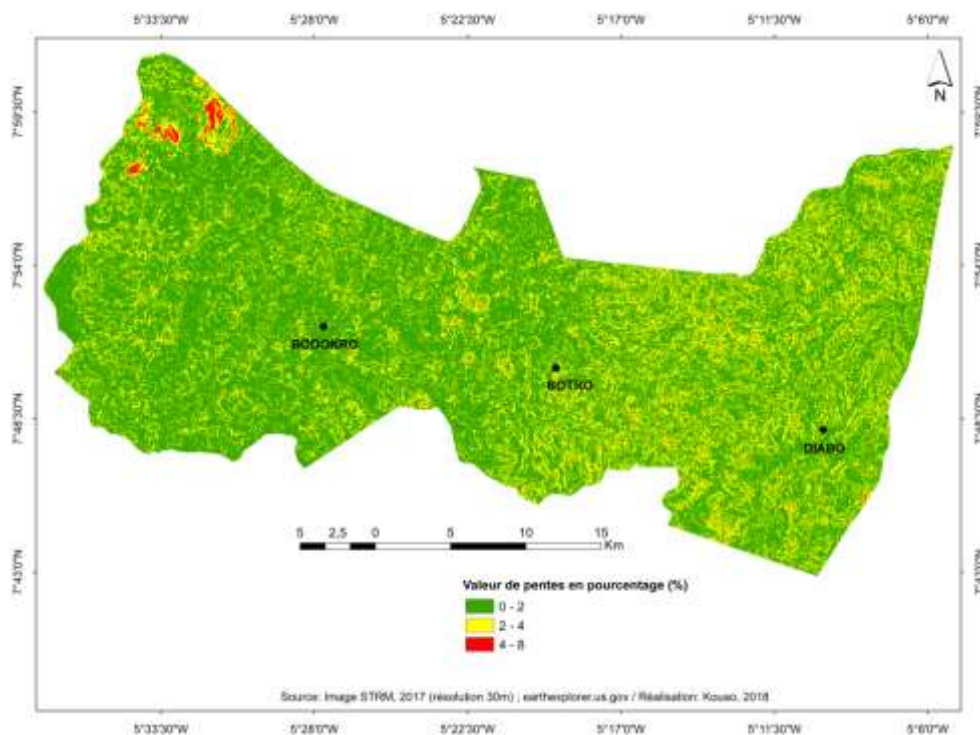 5°33'30"W 5°28'0"W 5°22'30"W 5°17'0"W 5°11'30"W 5°6'0"W
N
7°59'30"N
7°54'0"N
BODOKRO
BOTRO
7°48'30"N
DIABO
5 2,5 0 5 10 15
Km
7°43'0"N
Valeur de pentes en pourcentage (%)
0 - 2
2 - 4
4 - 8
Source: Image STRM, 2017 (résolution 30m) ; earthexplorer.us.gov / Réalisation: Kouao, 2018
5°33'30"W 5°28'0"W 5°22'30"W 5°17'0"W 5°11'30"W 5°6'0"W